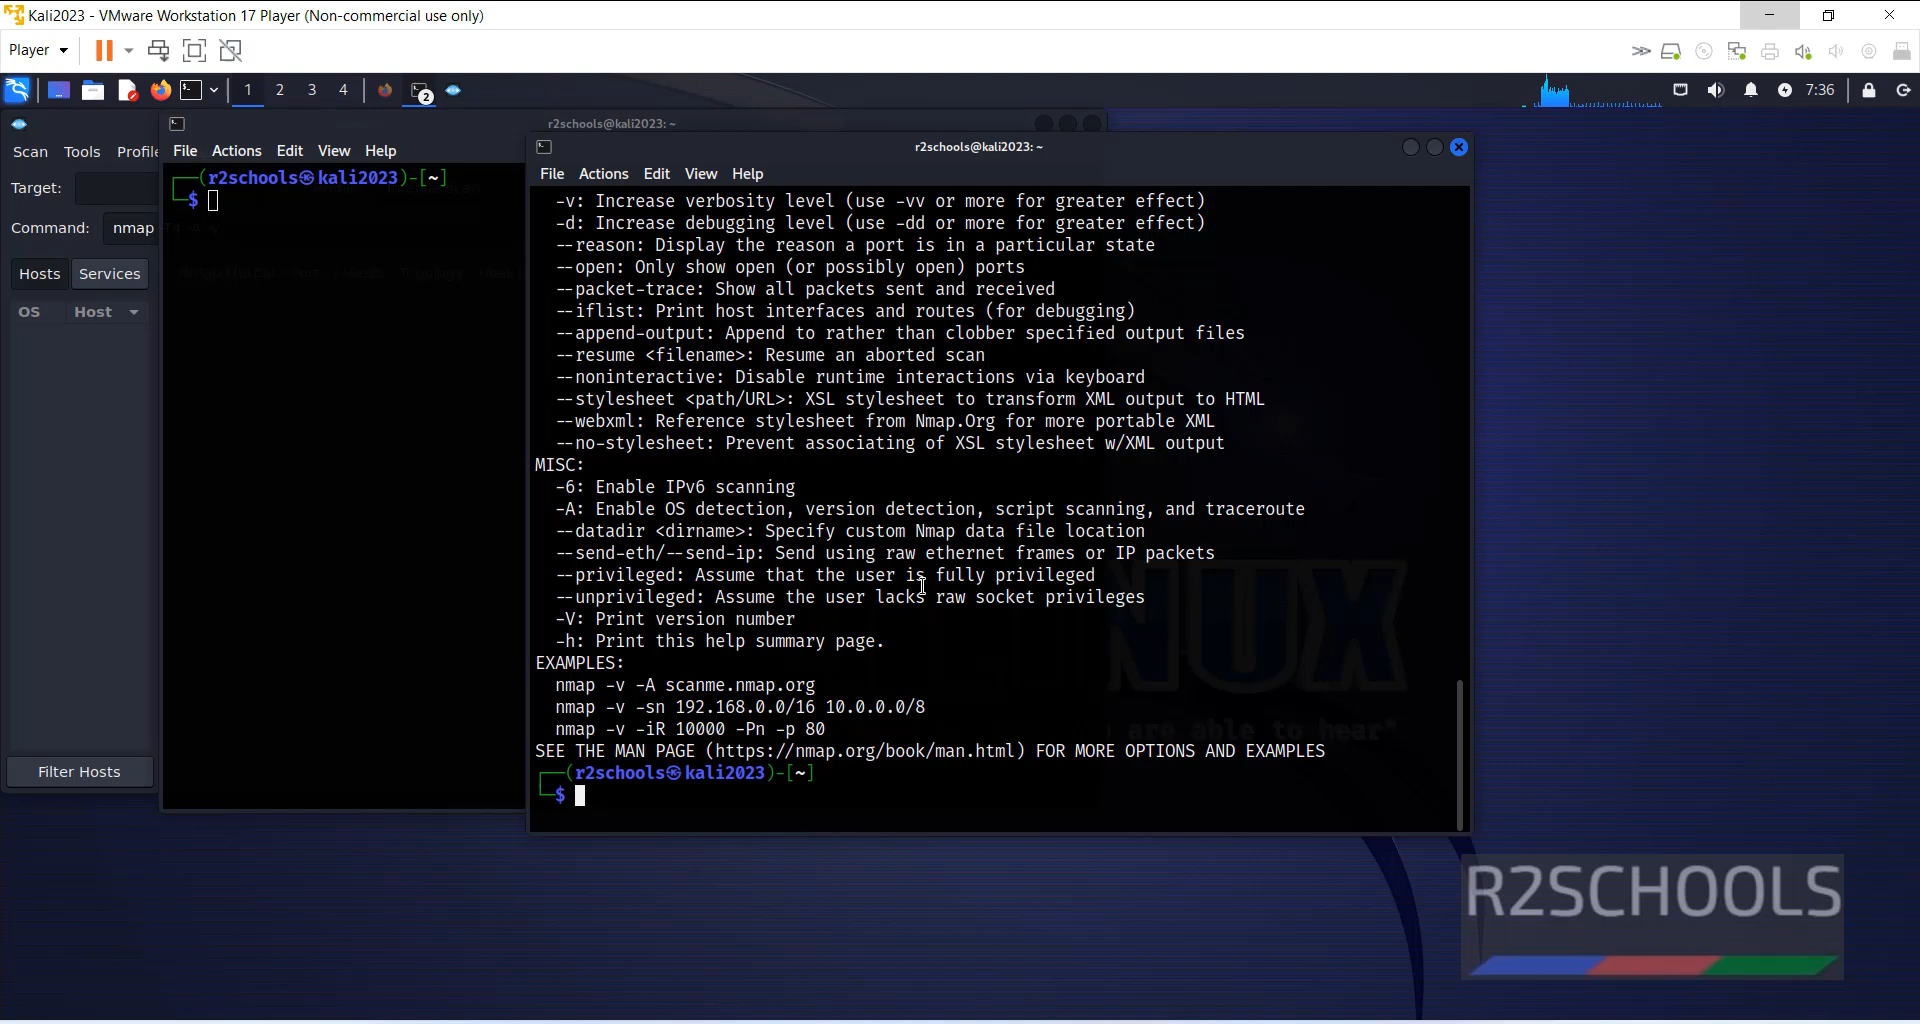 Kali2023 - VMware Workstation 17 Player (Non-commercial use only)
Player
1 2 3 4
2
7:36
Scan Tools Profile
Target:
Command: nmap
Hosts Services
OS Host
Filter Hosts
r2schools@kali2023: ~
File Actions Edit View Help
┌──(r2schools㉿kali2023)-[~]
└─$
r2schools@kali2023: ~
File Actions Edit View Help
-v: Increase verbosity level (use -vv or more for greater effect)
-d: Increase debugging level (use -dd or more for greater effect)
--reason: Display the reason a port is in a particular state
--open: Only show open (or possibly open) ports
--packet-trace: Show all packets sent and received
--iflist: Print host interfaces and routes (for debugging)
--append-output: Append to rather than clobber specified output files
--resume <filename>: Resume an aborted scan
--noninteractive: Disable runtime interactions via keyboard
--stylesheet <path/URL>: XSL stylesheet to transform XML output to HTML
--webxml: Reference stylesheet from Nmap.Org for more portable XML
--no-stylesheet: Prevent associating of XSL stylesheet w/XML output
MISC:
-6: Enable IPv6 scanning
-A: Enable OS detection, version detection, script scanning, and traceroute
--datadir <dirname>: Specify custom Nmap data file location
--send-eth/--send-ip: Send using raw ethernet frames or IP packets
--privileged: Assume that the user is fully privileged
--unprivileged: Assume the user lacks raw socket privileges
-V: Print version number
-h: Print this help summary page.
EXAMPLES:
nmap -v -A scanme.nmap.org
nmap -v -sn 192.168.0.0/16 10.0.0.0/8
nmap -v -iR 10000 -Pn -p 80
SEE THE MAN PAGE (https://nmap.org/book/man.html) FOR MORE OPTIONS AND EXAMPLES
┌──(r2schools㉿kali2023)-[~]
└─$
NUX
are able to hear"
R2SCHOOLS